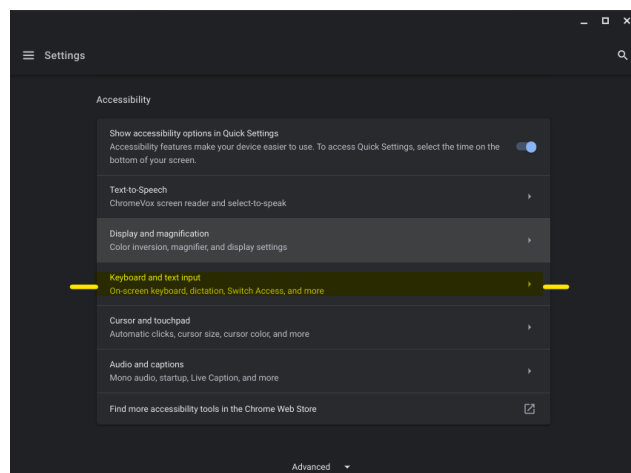 Settings
Accessibility
Show accessibility options in Quick Settings
Accessibility features make your device easier to use. To access Quick Settings, select the time on the
bottom of your screen.
Text-to-Speech
ChromeVox screen reader and select-to-speak
Display and magnification
Color inversion, magnifier, and display settings
Keyboard and text input
On-screen keyboard, dictation, Switch Access, and more
Cursor and touchpad
Automatic clicks, cursor size, cursor color, and more
Audio and captions
Mono audio, startup, Live Caption, and more
Find more accessibility tools in the Chrome Web Store
Advanced